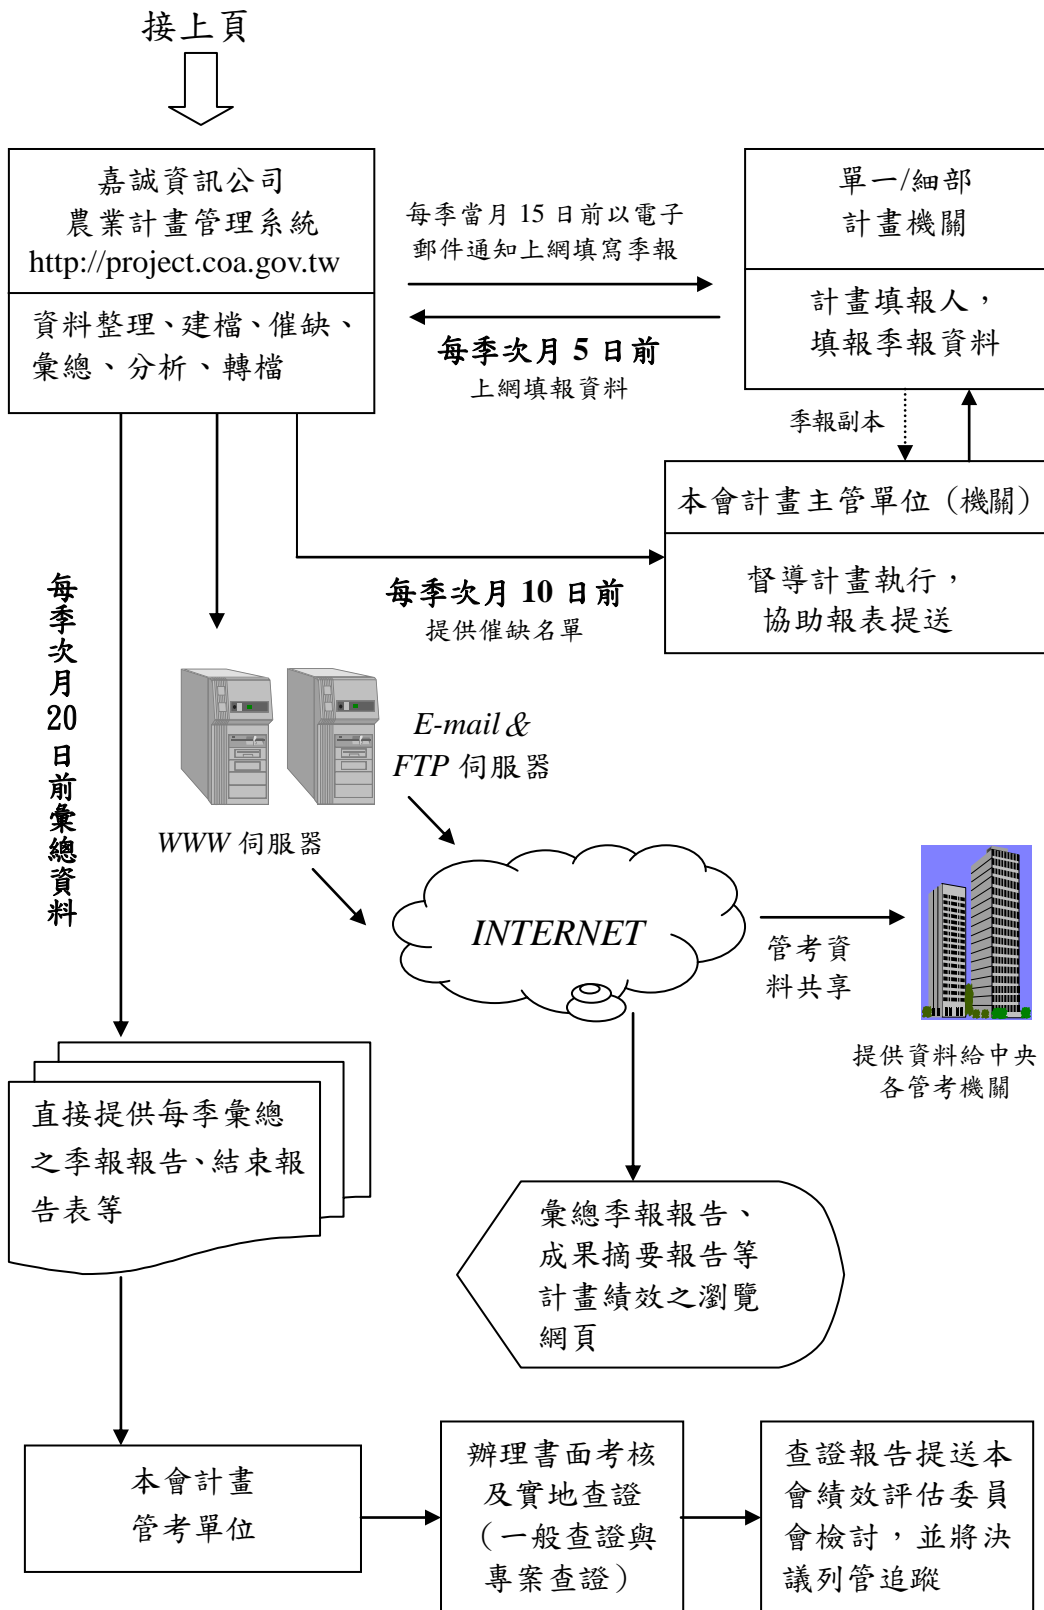 接上頁
嘉誠資訊公司
農業計畫管理系統
http://project.coa.gov.tw
資料整理、建檔、催缺、
彙總、分析、轉檔
每季當月 15 日前以電子
郵件通知上網填寫季報
每季次月 5 日前
上網填報資料
單一/細部
計畫機關
計畫填報人，
填報季報資料
季報副本
本會計畫主管單位（機關）
督導計畫執行，
協助報表提送
每季次月 10 日前
提供催缺名單
每季次月20日前彙總資料
E-mail＆
FTP 伺服器
WWW 伺服器
INTERNET
管考資
料共享
提供資料給中央
各管考機關
直接提供每季彙總
之季報報告、結束報
告表等
彙總季報報告、
成果摘要報告等
計畫績效之瀏覽
網頁
本會計畫
管考單位
辦理書面考核
及實地查證
（一般查證與
專案查證）
查證報告提送本
會績效評估委員
會檢討，並將決
議列管追蹤